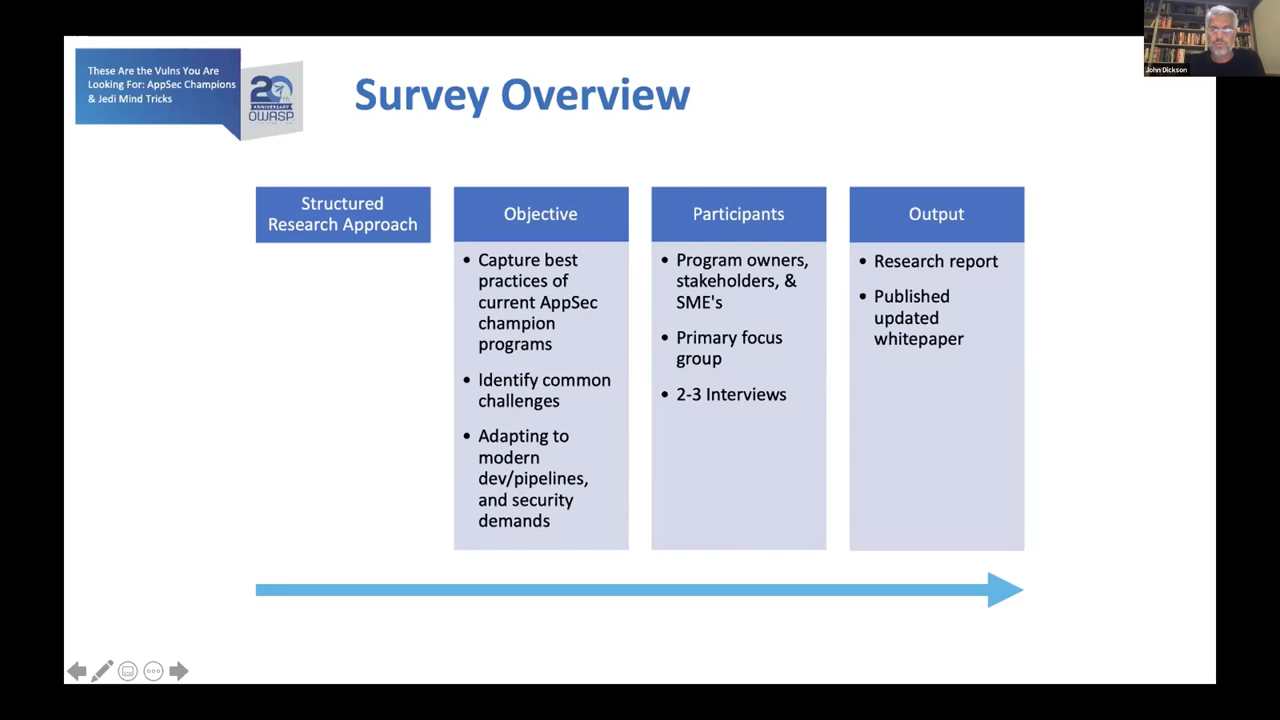 These Are the Vulns You Are
Looking For: AppSec Champions
& Jedi Mind Tricks
20th
ANNIVERSARY
OWASP
Survey Overview
John Dickson
Structured
Research Approach
Objective
• Capture best
practices of
current AppSec
champion
programs
• Identify common
challenges
• Adapting to
modern
dev/pipelines,
and security
demands
Participants
• Program owners,
stakeholders, &
SME's
• Primary focus
group
• 2-3 Interviews
Output
• Research report
• Published
updated
whitepaper